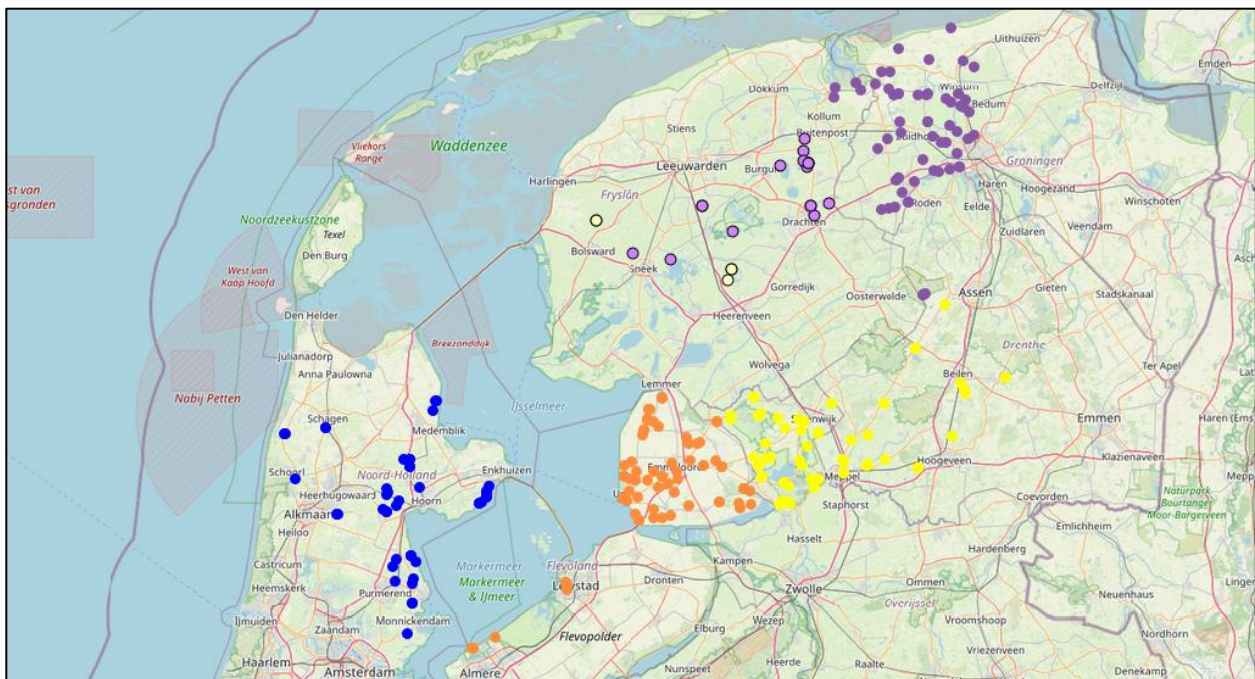 Uithuizen
Emden
Delfzijl
Dokkum
Winsum
Bedum
Kollum
Stiens
Buitenpost
Vliehors
Range
Waddenzee
Leeuwarden
Groningen
Harlingen
Haren
Hoogezand
Fryslân
Roden
Eelde
Winschoten
Noordzeekustzone
Texel
Drachten
Zuidlaren
Veendam
Den Burg
Bolsward
Sneek
West van
Kaap Hoofd
Gorredijk
Oosterwolde
Assen
Gieten
Stadskanaal
Den Helder
Heerenveen
Breezanddijk
Drenthe
Julianadorp
Anna Paulowna
Wolvega
Beilen
Ter Apel
Nabij Petten
Lemmer
IJsselmeer
Schagen
Medemblik
Emmen
Haren (Ems)
Hoogeveen
Klazienaveen
Enkhuizen
Noord-Holland
Meppel
Heerhugowaard
Hoorn
Staphorst
Coevorden
Naturpark
Bourtanger
Moor-Bargerveen
Heiloo
Hasselt
Emlichheim
Castricum
Markermeer
Markermeer
& IJmeer
Flevoland
Kampen
Hardenberg
Heemskerk
Purmerend
Dronten
Zwolle
Ommen
Neuenhaus
Overijssel
IJmuiden
Monnickendam
Zaandam
Flevopolder
Elburg
Wezep
Vroomshoop
Nordhorn
Haarlem
Amsterdam
Almere
Nunspeet
Heerde
Raalte
Vriezenveen
Denekamp